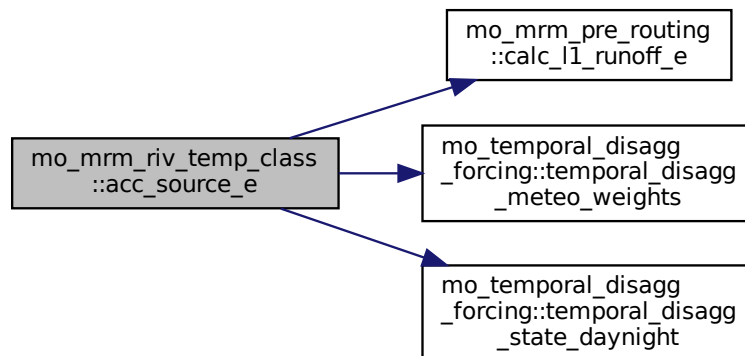 mo_mrm_pre_routing
::calc_l1_runoff_e
mo_mrm_riv_temp_class
::acc_source_e
mo_temporal_disagg
_forcing::temporal_disagg
_meteo_weights
mo_temporal_disagg
_forcing::temporal_disagg
_state_daynight